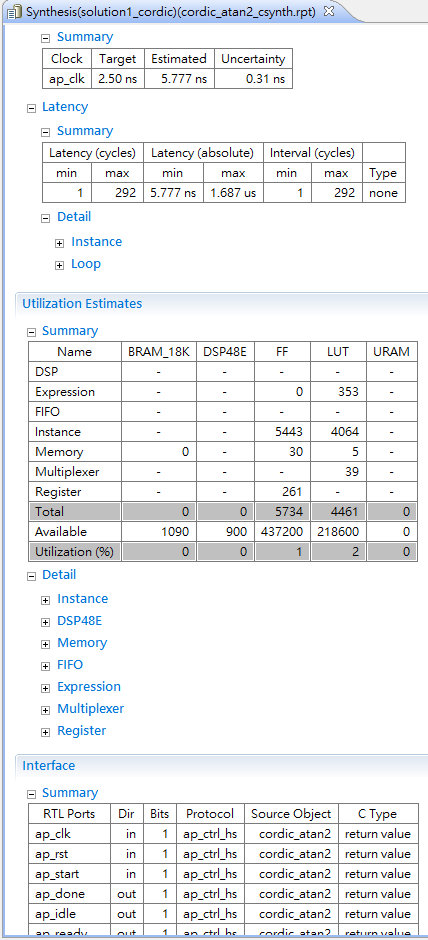 Synthesis(solution1_cordic)(cordic_atan2_csynth.rpt)
Summary
Clock Target Estimated Uncertainty
ap_clk 2.50 ns 5.777 ns 0.31 ns
Latency
Summary
Latency (cycles) Latency (absolute) Interval (cycles)
min max min max min max Type
1 292 5.777 ns 1.687 us 1 292 none
Detail
Instance
Loop
Utilization Estimates
Summary
Name BRAM_18K DSP48E FF LUT URAM
DSP - - - - -
Expression - - 0 353 -
FIFO - - - - -
Instance - - 5443 4064 -
Memory 0 - 30 5 -
Multiplexer - - - 39 -
Register - - 261 - -
Total 0 0 5734 4461 0
Available 1090 900 437200 218600 0
Utilization (%) 0 0 1 2 0
Detail
Instance
DSP48E
Memory
FIFO
Expression
Multiplexer
Register
Interface
Summary
RTL Ports Dir Bits Protocol Source Object C Type
ap_clk in 1 ap_ctrl_hs cordic_atan2 return value
ap_rst in 1 ap_ctrl_hs cordic_atan2 return value
ap_start in 1 ap_ctrl_hs cordic_atan2 return value
ap_done out 1 ap_ctrl_hs cordic_atan2 return value
ap_idle out 1 ap_ctrl_hs cordic_atan2 return value
ap_ready out 1 ap_ctrl_hs cordic_atan2 return value